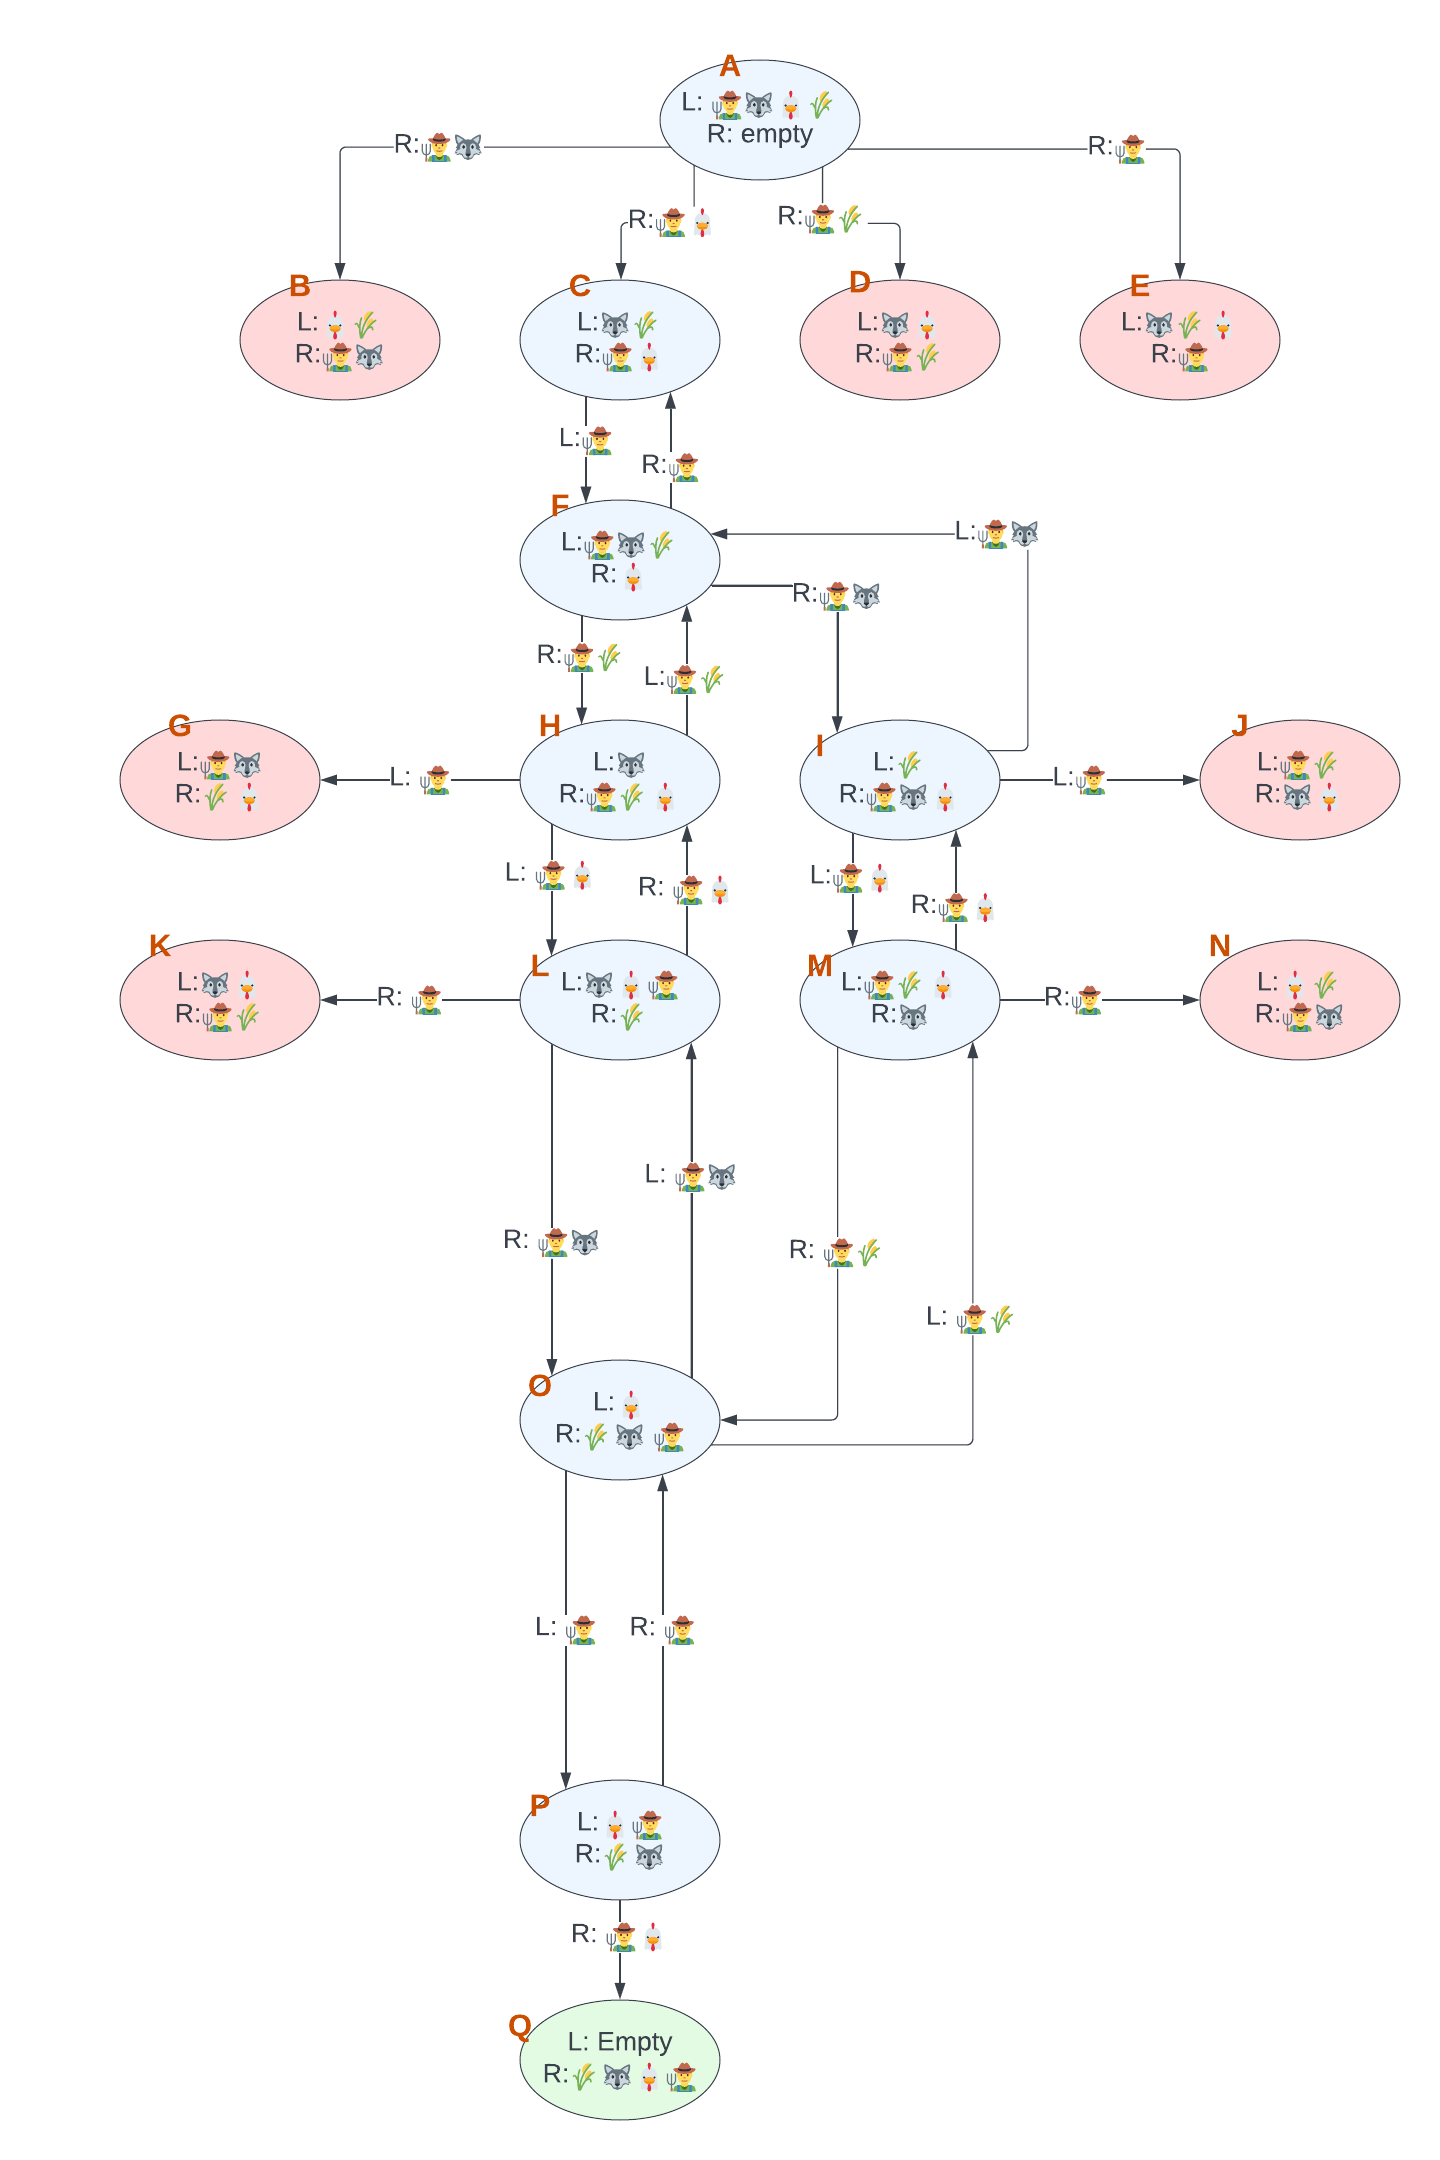 A
L: 👨‍🌾🐺🐔🌾
R: empty
R:👨‍🌾🐺
R:👨‍🌾
R:👨‍🌾🐔
R:👨‍🌾🌾
B
L:🐔🌾
R:👨‍🌾🐺
C
L:🐺🌾
R:👨‍🌾🐔
D
L:🐺🐔
R:👨‍🌾🌾
E
L:🐺🌾🐔
R:👨‍🌾
L:👨‍🌾
R:👨‍🌾
F
L:👨‍🌾🐺🌾
R:🐔
L:👨‍🌾🐺
R:👨‍🌾🐺
R:👨‍🌾🌾
L:👨‍🌾🌾
G
L:👨‍🌾🐺
R:🌾🐔
L: 👨‍🌾
H
L:🐺
R:👨‍🌾🌾🐔
I
L:🌾
R:👨‍🌾🐺🐔
L:👨‍🌾
J
L:👨‍🌾🌾
R:🐺🐔
L: 👨‍🌾🐔
R: 👨‍🌾🐔
L:👨‍🌾🐔
R:👨‍🌾🐔
K
L:🐺🐔
R:👨‍🌾🌾
R: 👨‍🌾
L
L:🐺🐔👨‍🌾
R:🌾
M
L:👨‍🌾🌾🐔
R:🐺
R:👨‍🌾
N
L:🐔🌾
R:👨‍🌾🐺
L: 👨‍🌾🐺
R: 👨‍🌾🐺
R: 👨‍🌾🌾
L: 👨‍🌾🌾
O
L:🐔
R:🌾🐺👨‍🌾
L: 👨‍🌾
R: 👨‍🌾
P
L:🐔👨‍🌾
R:🌾🐺
R: 👨‍🌾🐔
Q
L: Empty
R:🌾🐺🐔👨‍🌾